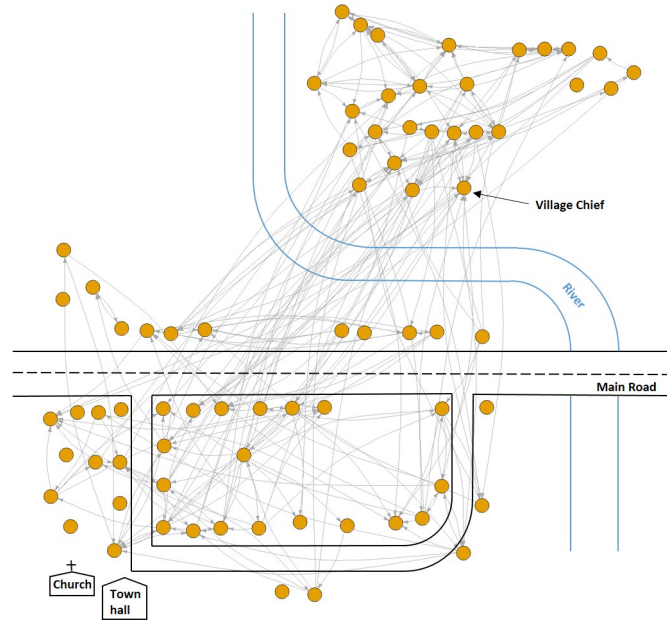 Village Chief
River
Main Road
Church
Town
hall